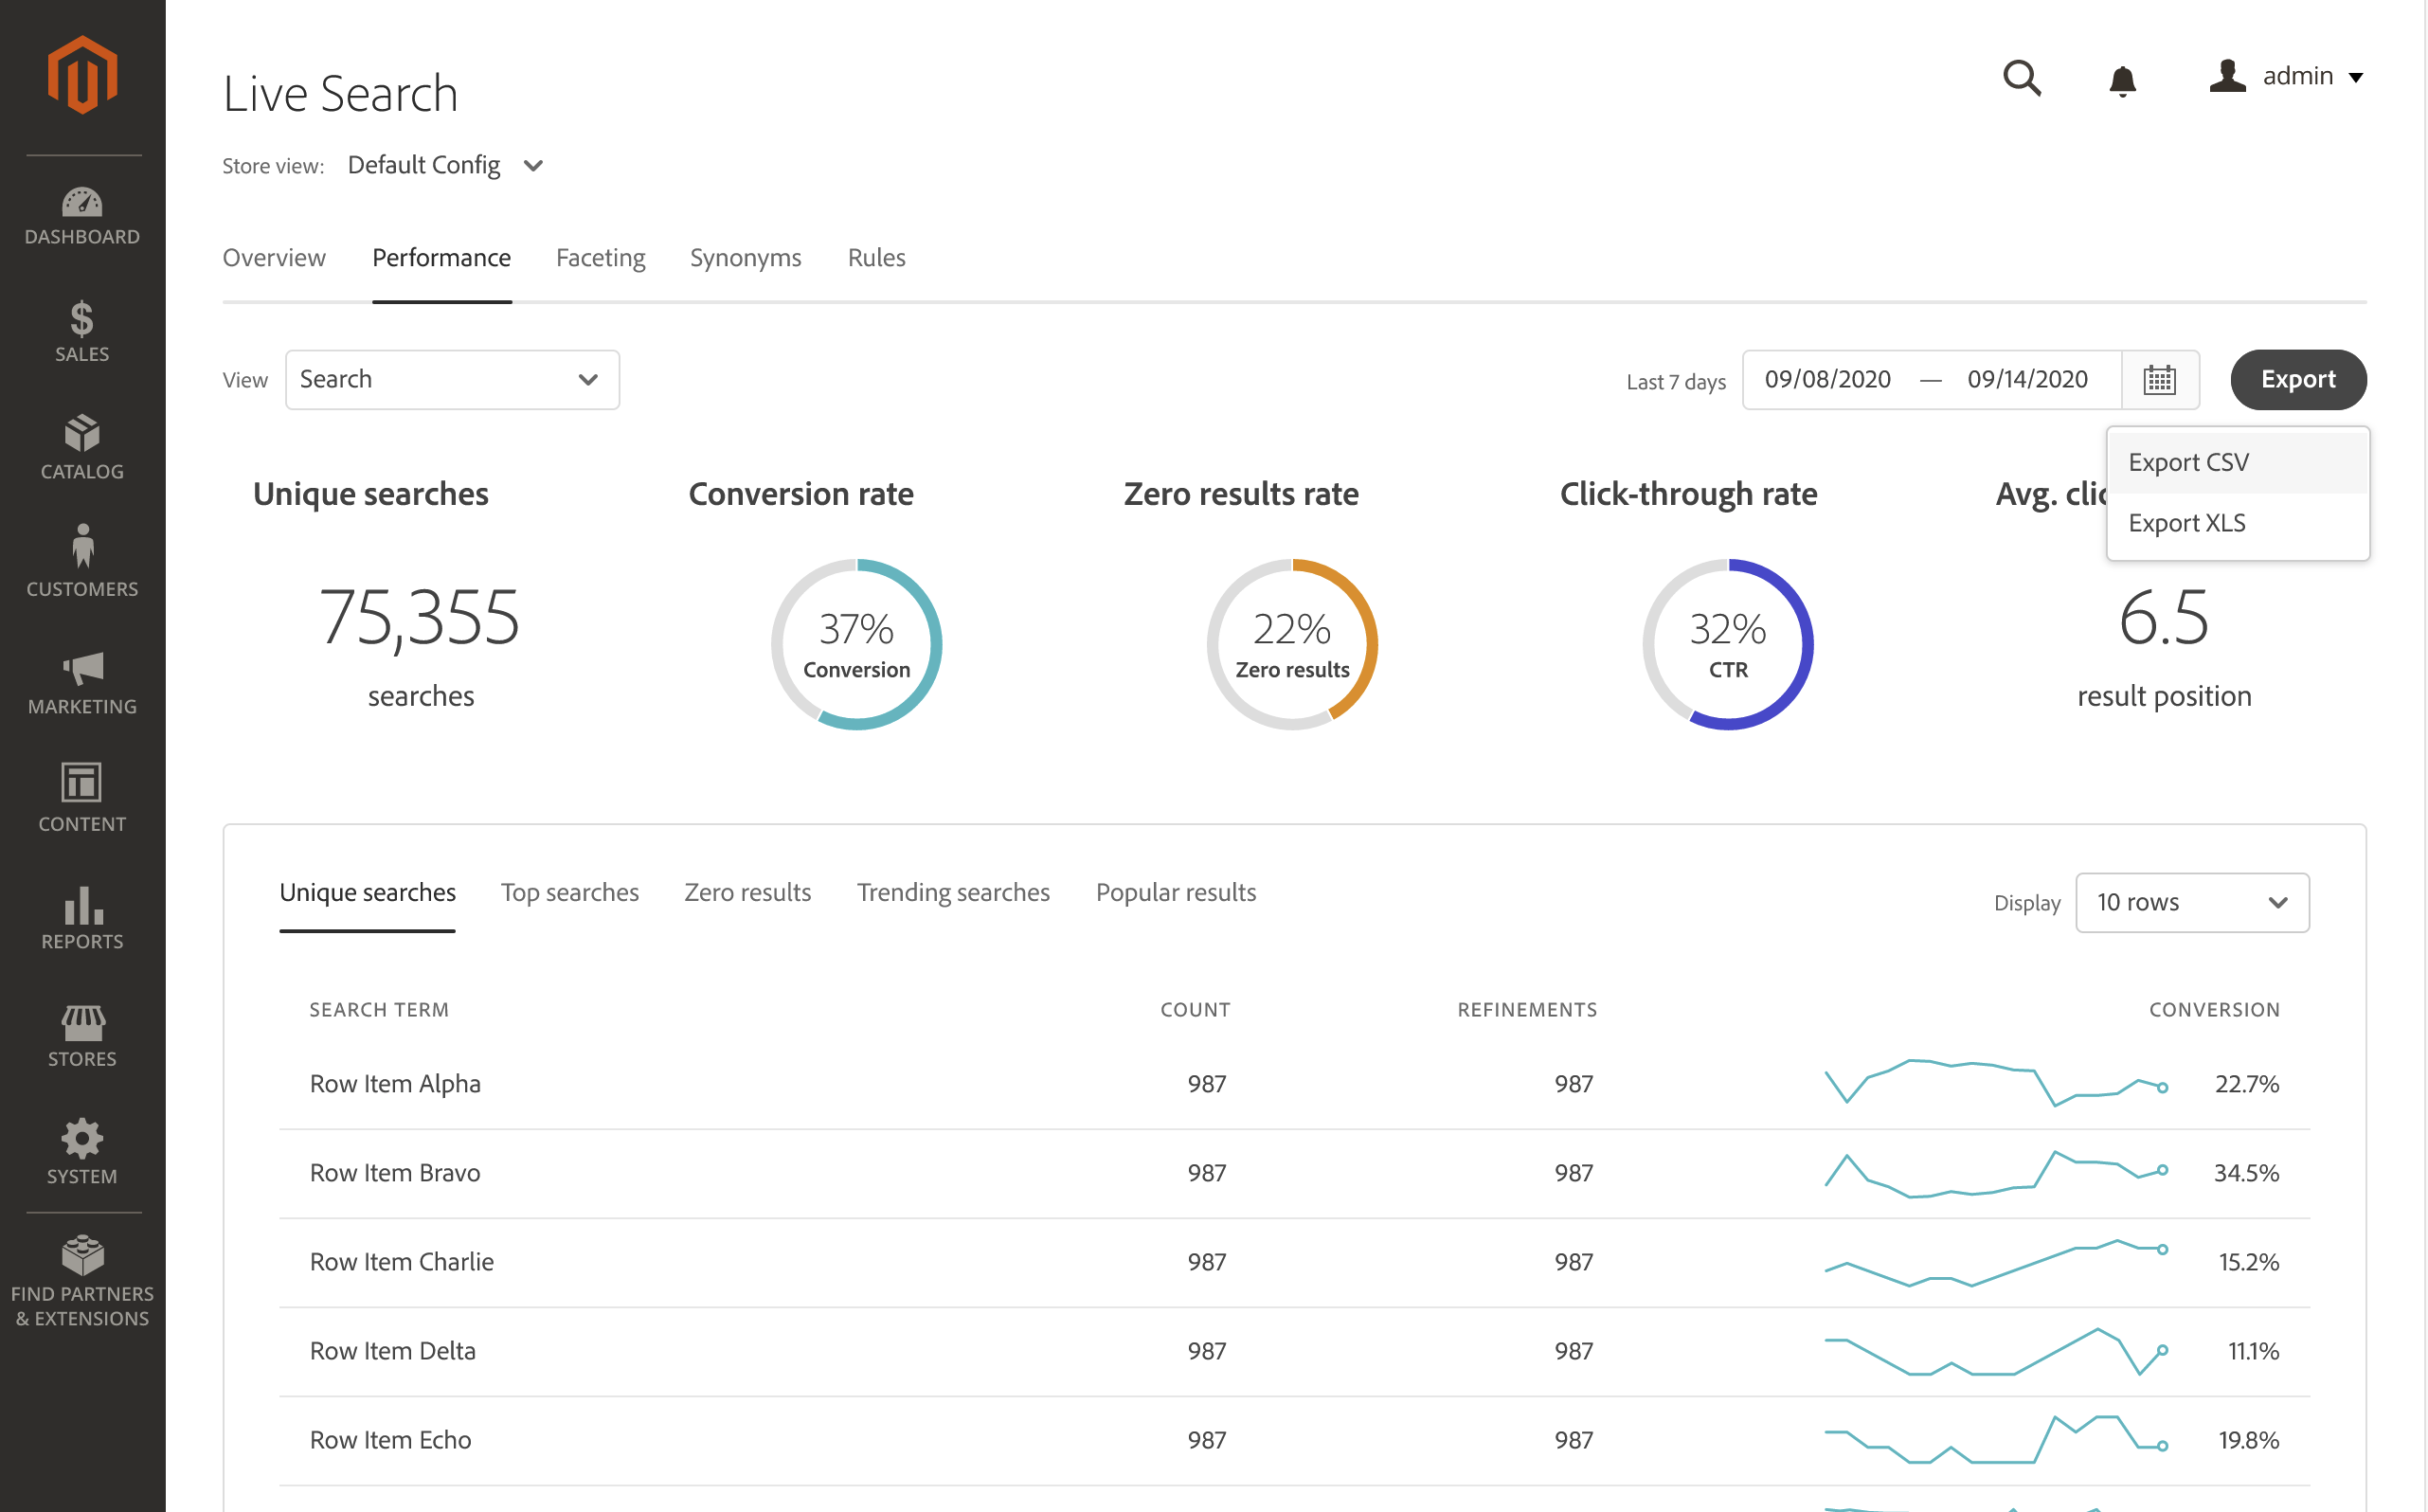 Live Search
admin
Store view: Default Config
Overview Performance Faceting Synonyms Rules
View Search
Last 7 days 09/08/2020 — 09/14/2020 Export
Export CSV
Export XLS
Unique searches Conversion rate Zero results rate Click-through rate Avg.
75,355
searches
37%
Conversion
22%
Zero results
32%
CTR
6.5
result position
Unique searches Top searches Zero results Trending searches Popular results
Display 10 rows
SEARCH TERM COUNT REFINEMENTS CONVERSION
Row Item Alpha 987 987 22.7%
Row Item Bravo 987 987 34.5%
Row Item Charlie 987 987 15.2%
Row Item Delta 987 987 11.1%
Row Item Echo 987 987 19.8%
DASHBOARD
SALES
CATALOG
CUSTOMERS
MARKETING
CONTENT
REPORTS
STORES
SYSTEM
FIND PARTNERS
& EXTENSIONS